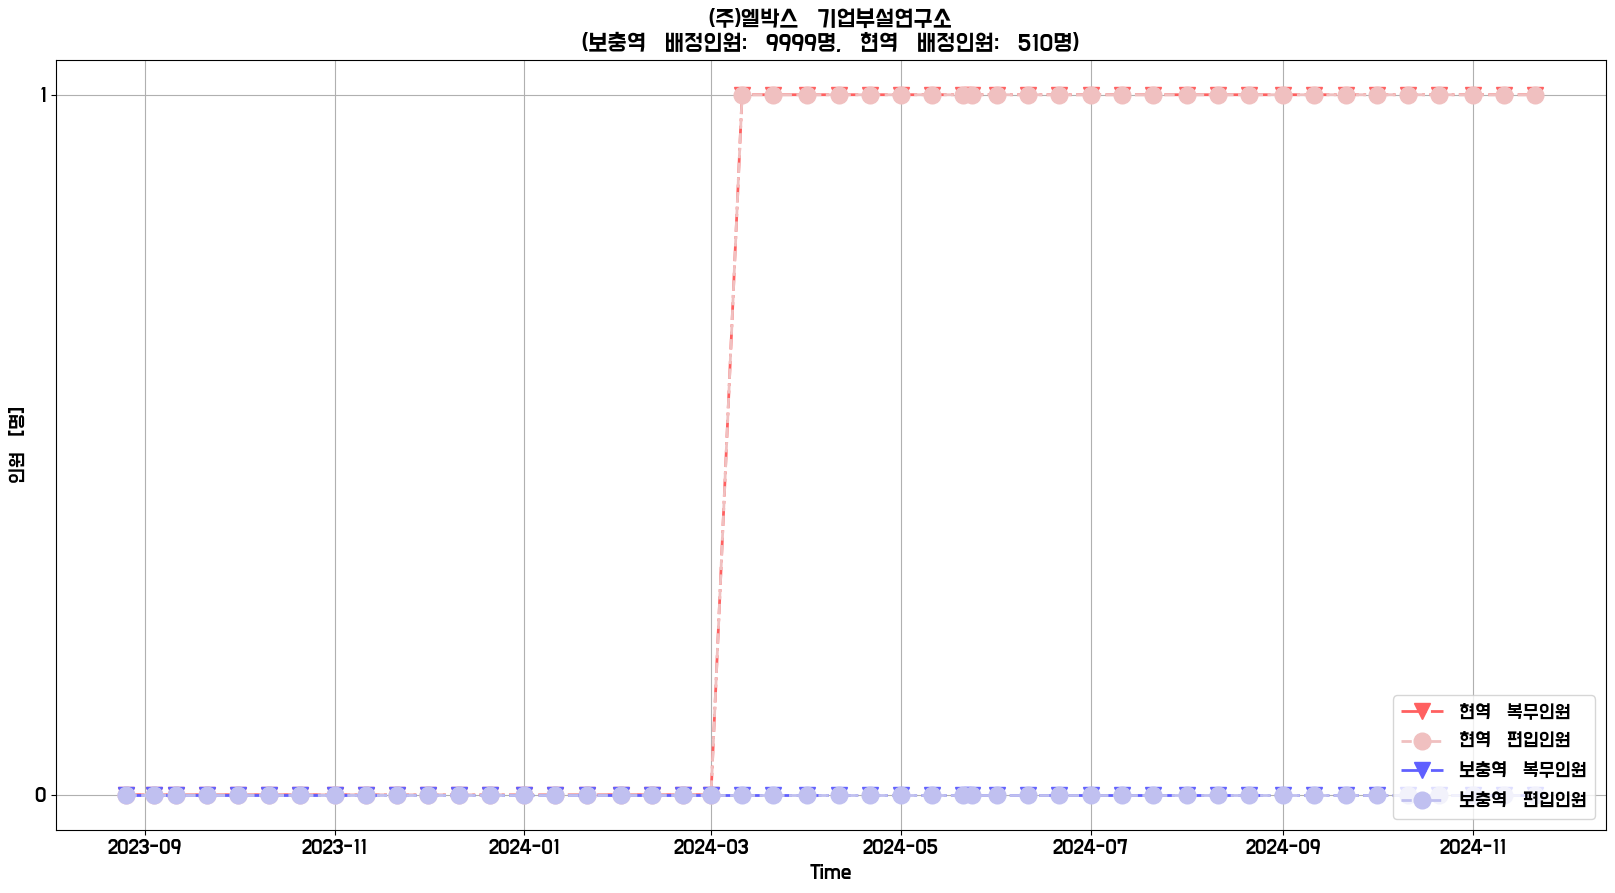 (주)엘박스 기업부설연구소
(보충역 배정인원: 9999명, 현역 배정인원: 510명)
인원 [명]
1
0
2023-09 2023-11 2024-01 2024-03 2024-05 2024-07 2024-09 2024-11
Time
현역 복무인원
현역 편입인원
보충역 복무인원
보충역 편입인원